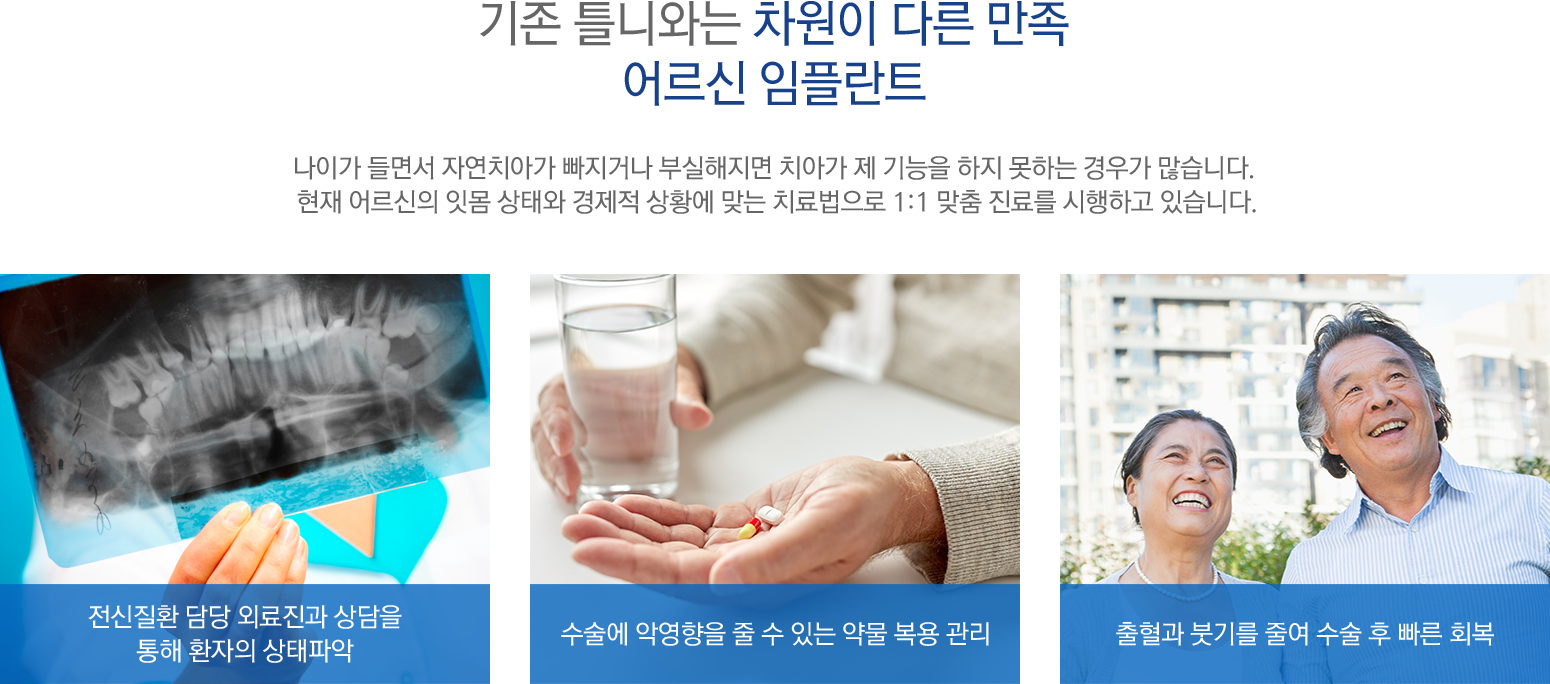 기존 틀니와는 차원이 다른 만족
어르신 임플란트
나이가 들면서 자연치아가 빠지거나 부실해지면 치아가 제 기능을 하지 못하는 경우가 많습니다.
현재 어르신의 잇몸 상태와 경제적 상황에 맞는 치료법으로 1:1 맞춤 진료를 시행하고 있습니다.
전신질환 담당 외료진과 상담을
통해 환자의 상태파악
수술에 악영향을 줄 수 있는 약물 복용 관리
출혈과 붓기를 줄여 수술 후 빠른 회복